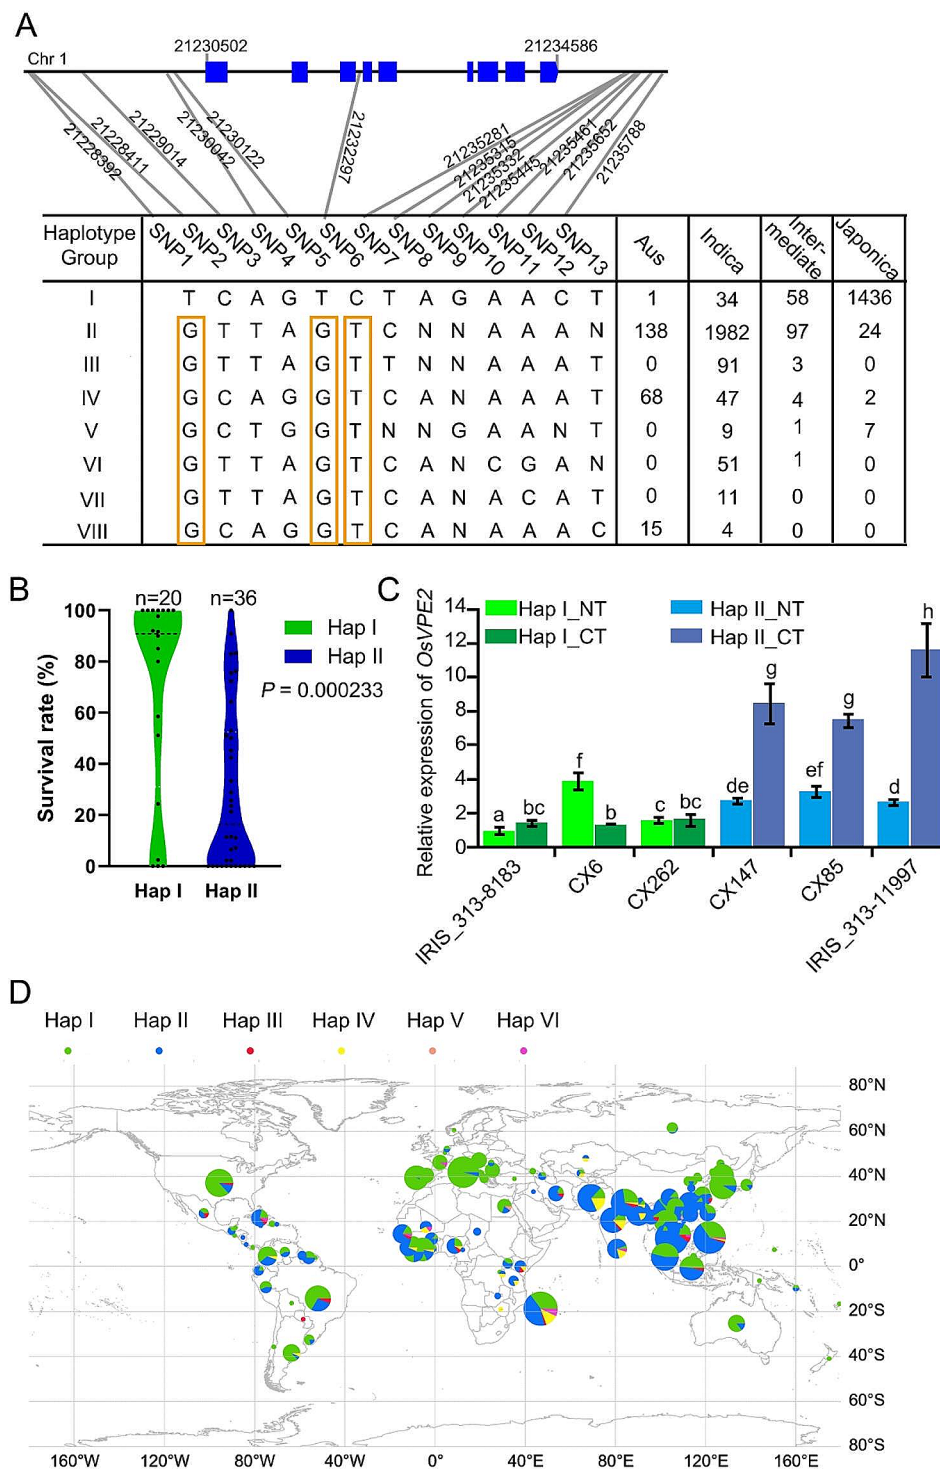 A
21230502
21234586
Chr 1
21228392
21228411
21229014
21230042
21230122
21232297
21235281
21235315
21235332
21235445
21235461
21235652
21235788
Haplotype Group SNP1 SNP2 SNP3 SNP4 SNP5 SNP6 SNP7 SNP8 SNP9 SNP10 SNP11 SNP12 SNP13 Aus Indica Inter-mediate Japonica
I T C A G T C T A G A A C T 1 34 58 1436
II G T T A G T C N N A A A N 138 1982 97 24
III G T T A G T T N N A A A T 0 91 3 0
IV G C A G G T C A N A A A T 68 47 4 2
V G C T G G T N N G A A N T 0 9 1 7
VI G T T A G T C A N C G A N 0 51 1 0
VII G T T A G T C A N A C A T 0 11 0 0
VIII G C A G G T C A N A A A C 15 4 0 0
B
n=20 n=36
Survival rate (%)
100
80
60
40
20
0
Hap I
Hap II
P = 0.000233
Hap I Hap II
C
Relative expression of OsVPE2
Hap I_NT Hap II_NT
Hap I_CT Hap II_CT
14
12
10
8
6
4
2
0
a bc f b c bc de g ef g d h
IRIS_313-8183 CX6 CX262 CX147 CX85 IRIS_313-11997
D
Hap I Hap II Hap III Hap IV Hap V Hap VI
80°N
60°N
40°N
20°N
0°
20°S
40°S
60°S
80°S
160°W 120°W 80°W 40°W 0° 40°E 80°E 120°E 160°E